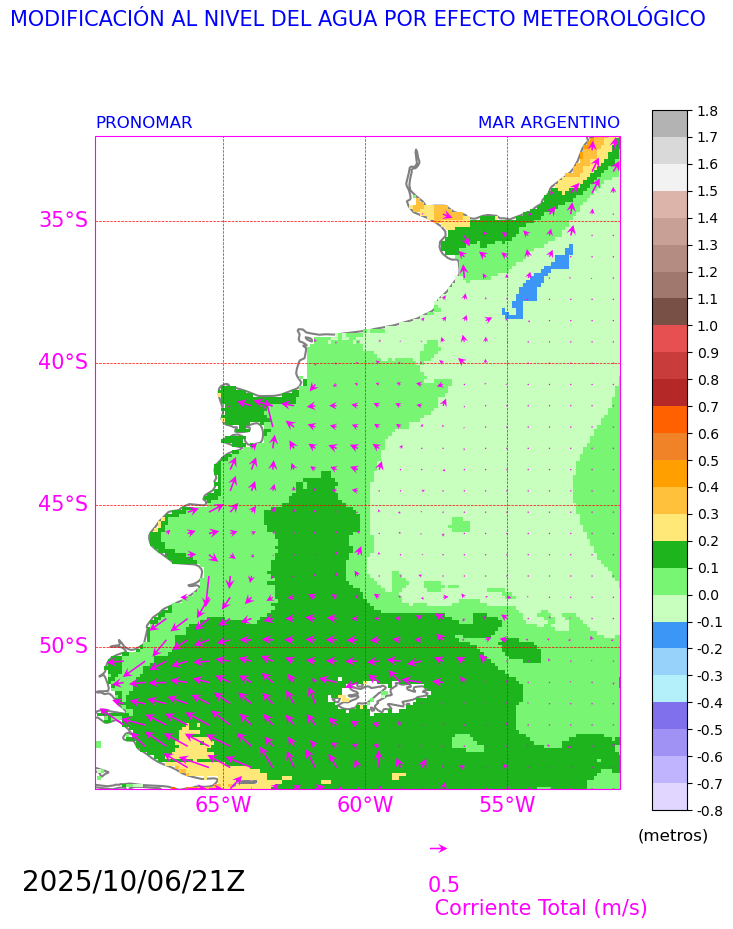 MODIFICACIÓN AL NIVEL DEL AGUA POR EFECTO METEOROLÓGICO
PRONOMAR
MAR ARGENTINO
35°S
40°S
45°S
50°S
65°W
60°W
55°W
1.8
1.7
1.6
1.5
1.4
1.3
1.2
1.1
1.0
0.9
0.8
0.7
0.6
0.5
0.4
0.3
0.2
0.1
0.0
-0.1
-0.2
-0.3
-0.4
-0.5
-0.6
-0.7
-0.8
(metros)
2025/10/06/21Z
0.5
Corriente Total (m/s)